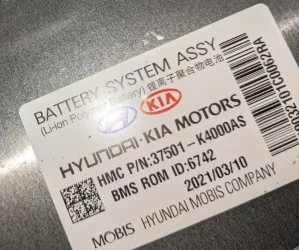 BATTERY SYSTEM ASSY
(Li-Ion Polymer Battery) 锂离子聚合物电池
KIA
HYUNDAI·KIA MOTORS
HMC P/N:37501-K4000AS
BMS ROM ID:6742
2021/03/10
MOBIS HYUNDAI MOBIS COMPANY